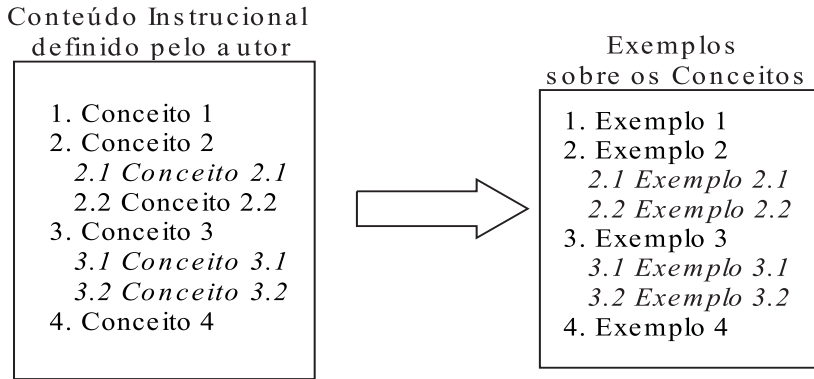 Conteúdo Instrucional
definido pelo autor
1. Conceito 1
2. Conceito 2
2.1 Conceito 2.1
2.2 Conceito 2.2
3. Conceito 3
3.1 Conceito 3.1
3.2 Conceito 3.2
4. Conceito 4
Exemplos
sobre os Conceitos
1. Exemplo 1
2. Exemplo 2
2.1 Exemplo 2.1
2.2 Exemplo 2.2
3. Exemplo 3
3.1 Exemplo 3.1
3.2 Exemplo 3.2
4. Exemplo 4